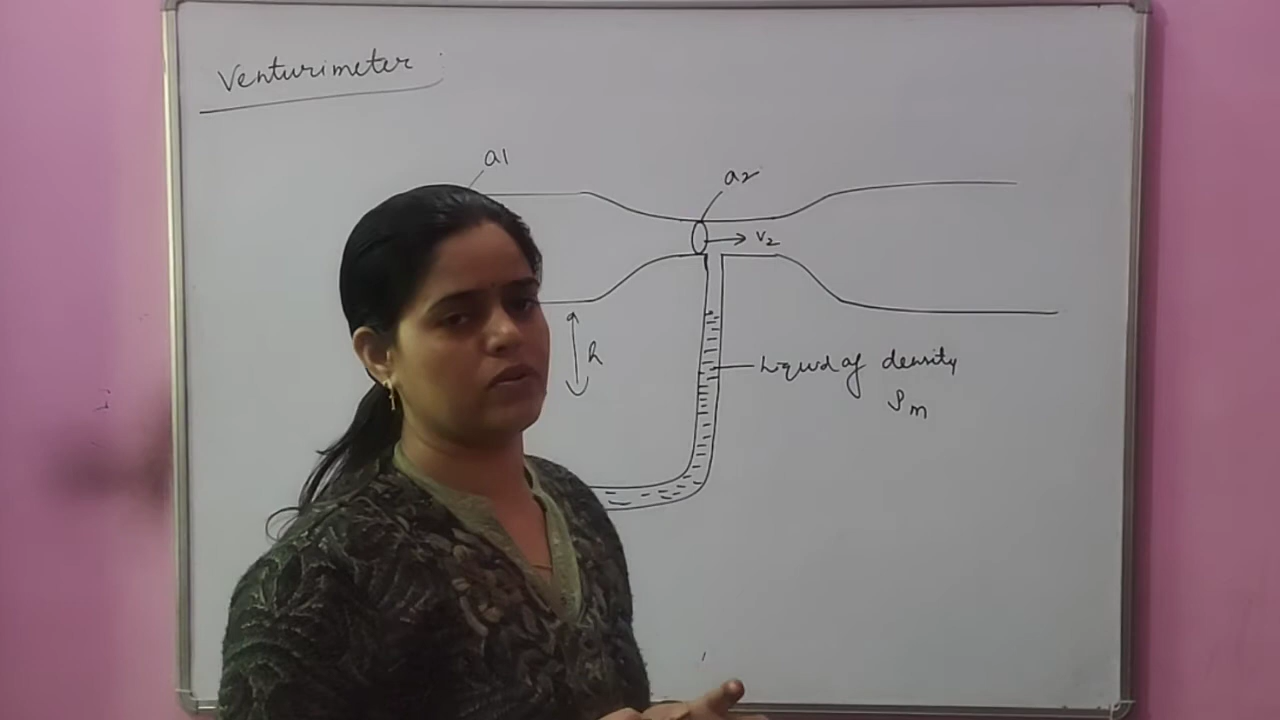 Venturimeter
a1
a2
v2
h
Liquid of density
ρm